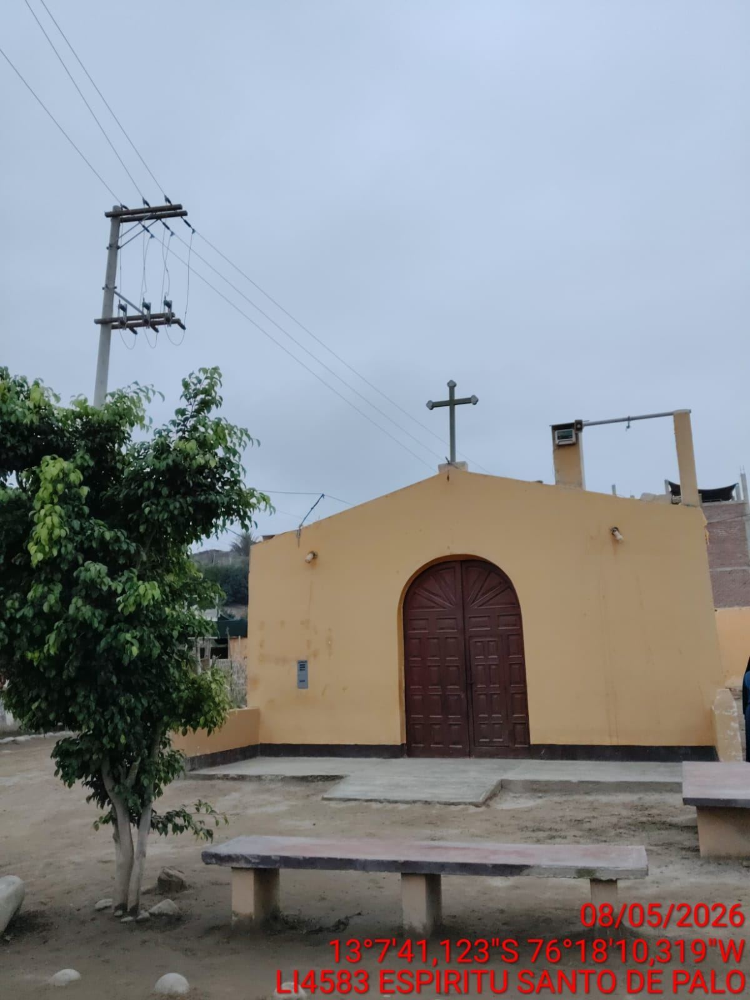 08/05/2026
13°7'41,123"S 76°18'10,319"W
LI4583 ESPIRITU SANTO DE PALO